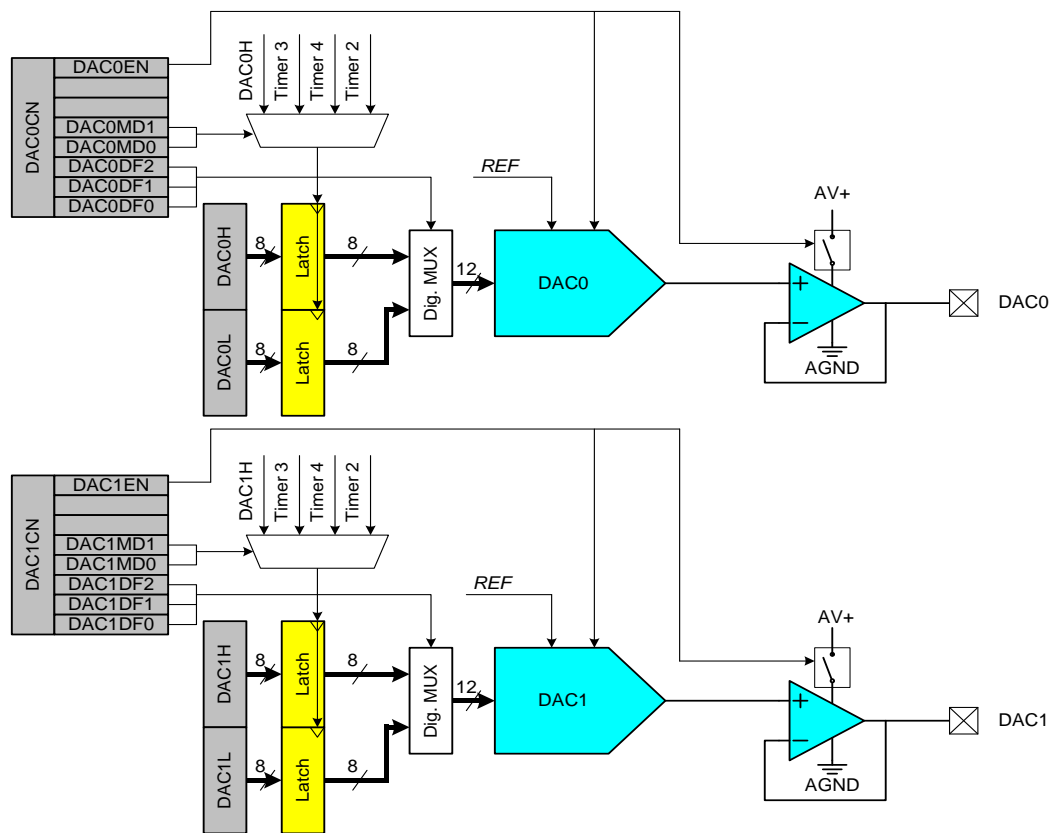 DAC0CN
DAC0EN
DAC0MD1
DAC0MD0
DAC0DF2
DAC0DF1
DAC0DF0
DAC0H
Timer 3
Timer 4
Timer 2
REF
AV+
DAC0H
8
Latch
8
Dig. MUX
12
DAC0
+
−
DAC0
DAC0L
8
Latch
8
AGND
DAC1CN
DAC1EN
DAC1MD1
DAC1MD0
DAC1DF2
DAC1DF1
DAC1DF0
DAC1H
Timer 3
Timer 4
Timer 2
REF
AV+
DAC1H
8
Latch
8
Dig. MUX
12
DAC1
+
−
DAC1
DAC1L
8
Latch
8
AGND